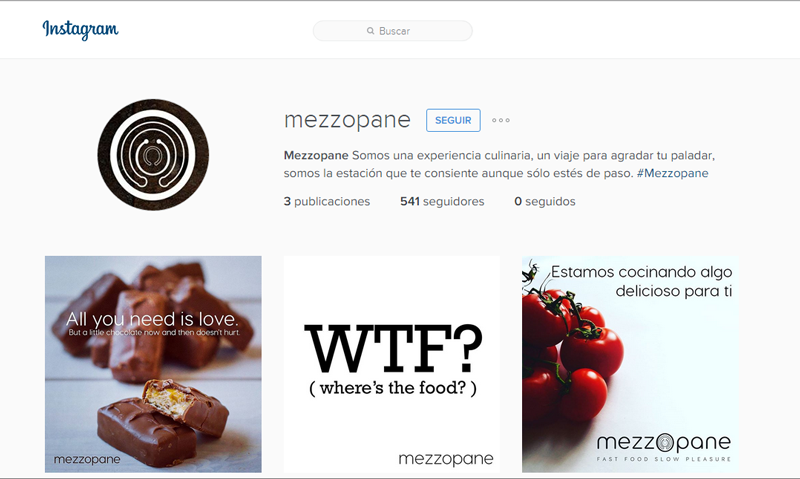 Instagram
Buscar
mezzopane
SEGUIR
Mezzopane Somos una experiencia culinaria, un viaje para agradar tu paladar,
somos la estación que te consiente aunque sólo estés de paso. #Mezzopane
3 publicaciones 541 seguidores 0 seguidos
All you need is love.
But a little chocolate now and then doesn't hurt.
mezzopane
WTF?
( where's the food? )
mezzopane
Estamos cocinando algo
delicioso para ti
mezzopane
FAST FOOD SLOW PLEASURE